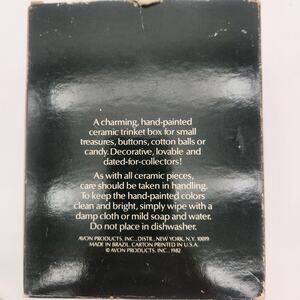 A charming, hand-painted
ceramic trinket box for small
treasures, buttons, cotton balls or
candy. Decorative, lovable and
dated-for-collectors!
As with all ceramic pieces,
care should be taken in handling.
To keep the hand-painted colors
clean and bright, simply wipe with a
damp cloth or mild soap and water.
Do not place in dishwasher.
AVON PRODUCTS, INC., DISTR., NEW YORK, N.Y. 10019
MADE IN BRAZIL. CARTON PRINTED IN U.S.A.
© AVON PRODUCTS, INC., 1982